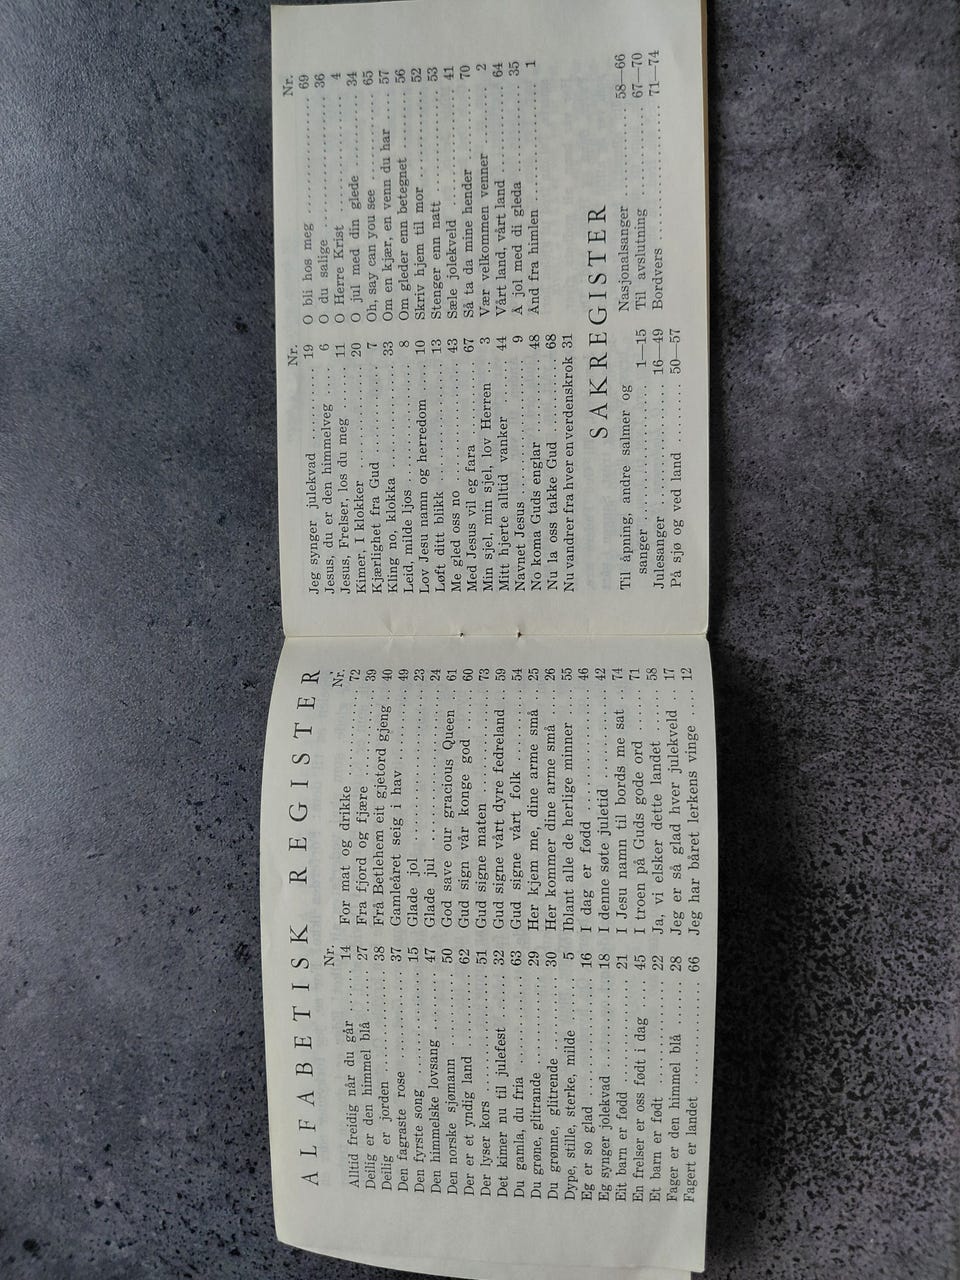 ALFABETISK REGISTER
Nr.
Alltid freidig når du går ..... 14
Deilig er den himmel blå ..... 27
Deilig er jorden ..... 38
Den fagraste rose ..... 37
Den fyrste song ..... 15
Den himmelske lovsang ..... 47
Den norske sjømann ..... 50
Der er et yndig land ..... 62
Der lyser kors ..... 51
Det kimer nu til julefest ..... 32
Du gamla, du fria ..... 63
Du grøne, glitrande ..... 29
Du grønne, glitrende ..... 30
Dype, stille, sterke, milde 5
Eg er so glad ..... 16
Eg synger jolekvad ..... 18
Eit barn er fødd ..... 21
En frelser er oss født i dag 45
Et barn er født ..... 22
Fager er den himmel blå ..... 28
Fagert er landet ..... 66
Nr.
For mat og drikke ..... 72
Fra fjord og fjære ..... 39
Frå Betlehem eit gjetord gjeng 40
Gamleåret seig i hav ..... 49
Glade jol ..... 23
Glade jul ..... 24
God save our gracious Queen 61
Gud sign vår konge god ..... 60
Gud signe maten ..... 73
Gud signe vårt dyre fedreland 59
Gud signe vårt folk ..... 54
Her kjem me, dine arme små 25
Her kommer dine arme små .. 26
Iblant alle de herlige minner 55
I dag er fødd ..... 46
I denne søte juletid ..... 42
I Jesu namn til bords me sat 74
I troen på Guds gode ord ..... 71
Ja, vi elsker dette landet ..... 58
Jeg er så glad hver julekveld 17
Jeg har båret lerkens vinge ... 12
Nr.
Jeg synger julekvad ..... 19
Jesus, du er den himmelveg 6
Jesus, Frelser, los du meg ... 11
Kimer, I klokker ..... 20
Kjærlighet fra Gud ..... 7
Kling no, klokka ..... 33
Leid, milde ljos ..... 8
Lov Jesu namn og herredom 10
Løft ditt blikk ..... 13
Me gled oss no ..... 43
Med Jesus vil eg fara ..... 67
Min sjel, min sjel, lov Herren .. 3
Mitt hjerte alltid vanker ... 44
Navnet Jesus ..... 9
No koma Guds englar ..... 48
Nu la oss takke Gud ..... 68
Nu vandrer fra hver en verdenskrok 31
Nr.
O bli hos meg ..... 69
O du salige ..... 36
O Herre Krist ..... 4
O jul med din glede ..... 34
Oh, say can you see ..... 65
Om en kjær, en venn du har ... 57
Om gleder enn betegnet ..... 56
Skriv hjem til mor ..... 52
Stenger enn natt ..... 53
Sæle jolekveld ..... 41
Så ta da mine hender ..... 70
Vær velkommen venner ..... 2
Vårt land, vårt land ..... 64
Å jol med di gleda ..... 35
Ånd fra himlen ..... 1
SAKREGISTER
Til åpning, andre salmer og
sanger ..... 1—15
Julesanger ..... 16—49
På sjø og ved land ..... 50—57
Nasjonalsanger ..... 58—66
Til avslutning ..... 67—70
Bordvers ..... 71—74